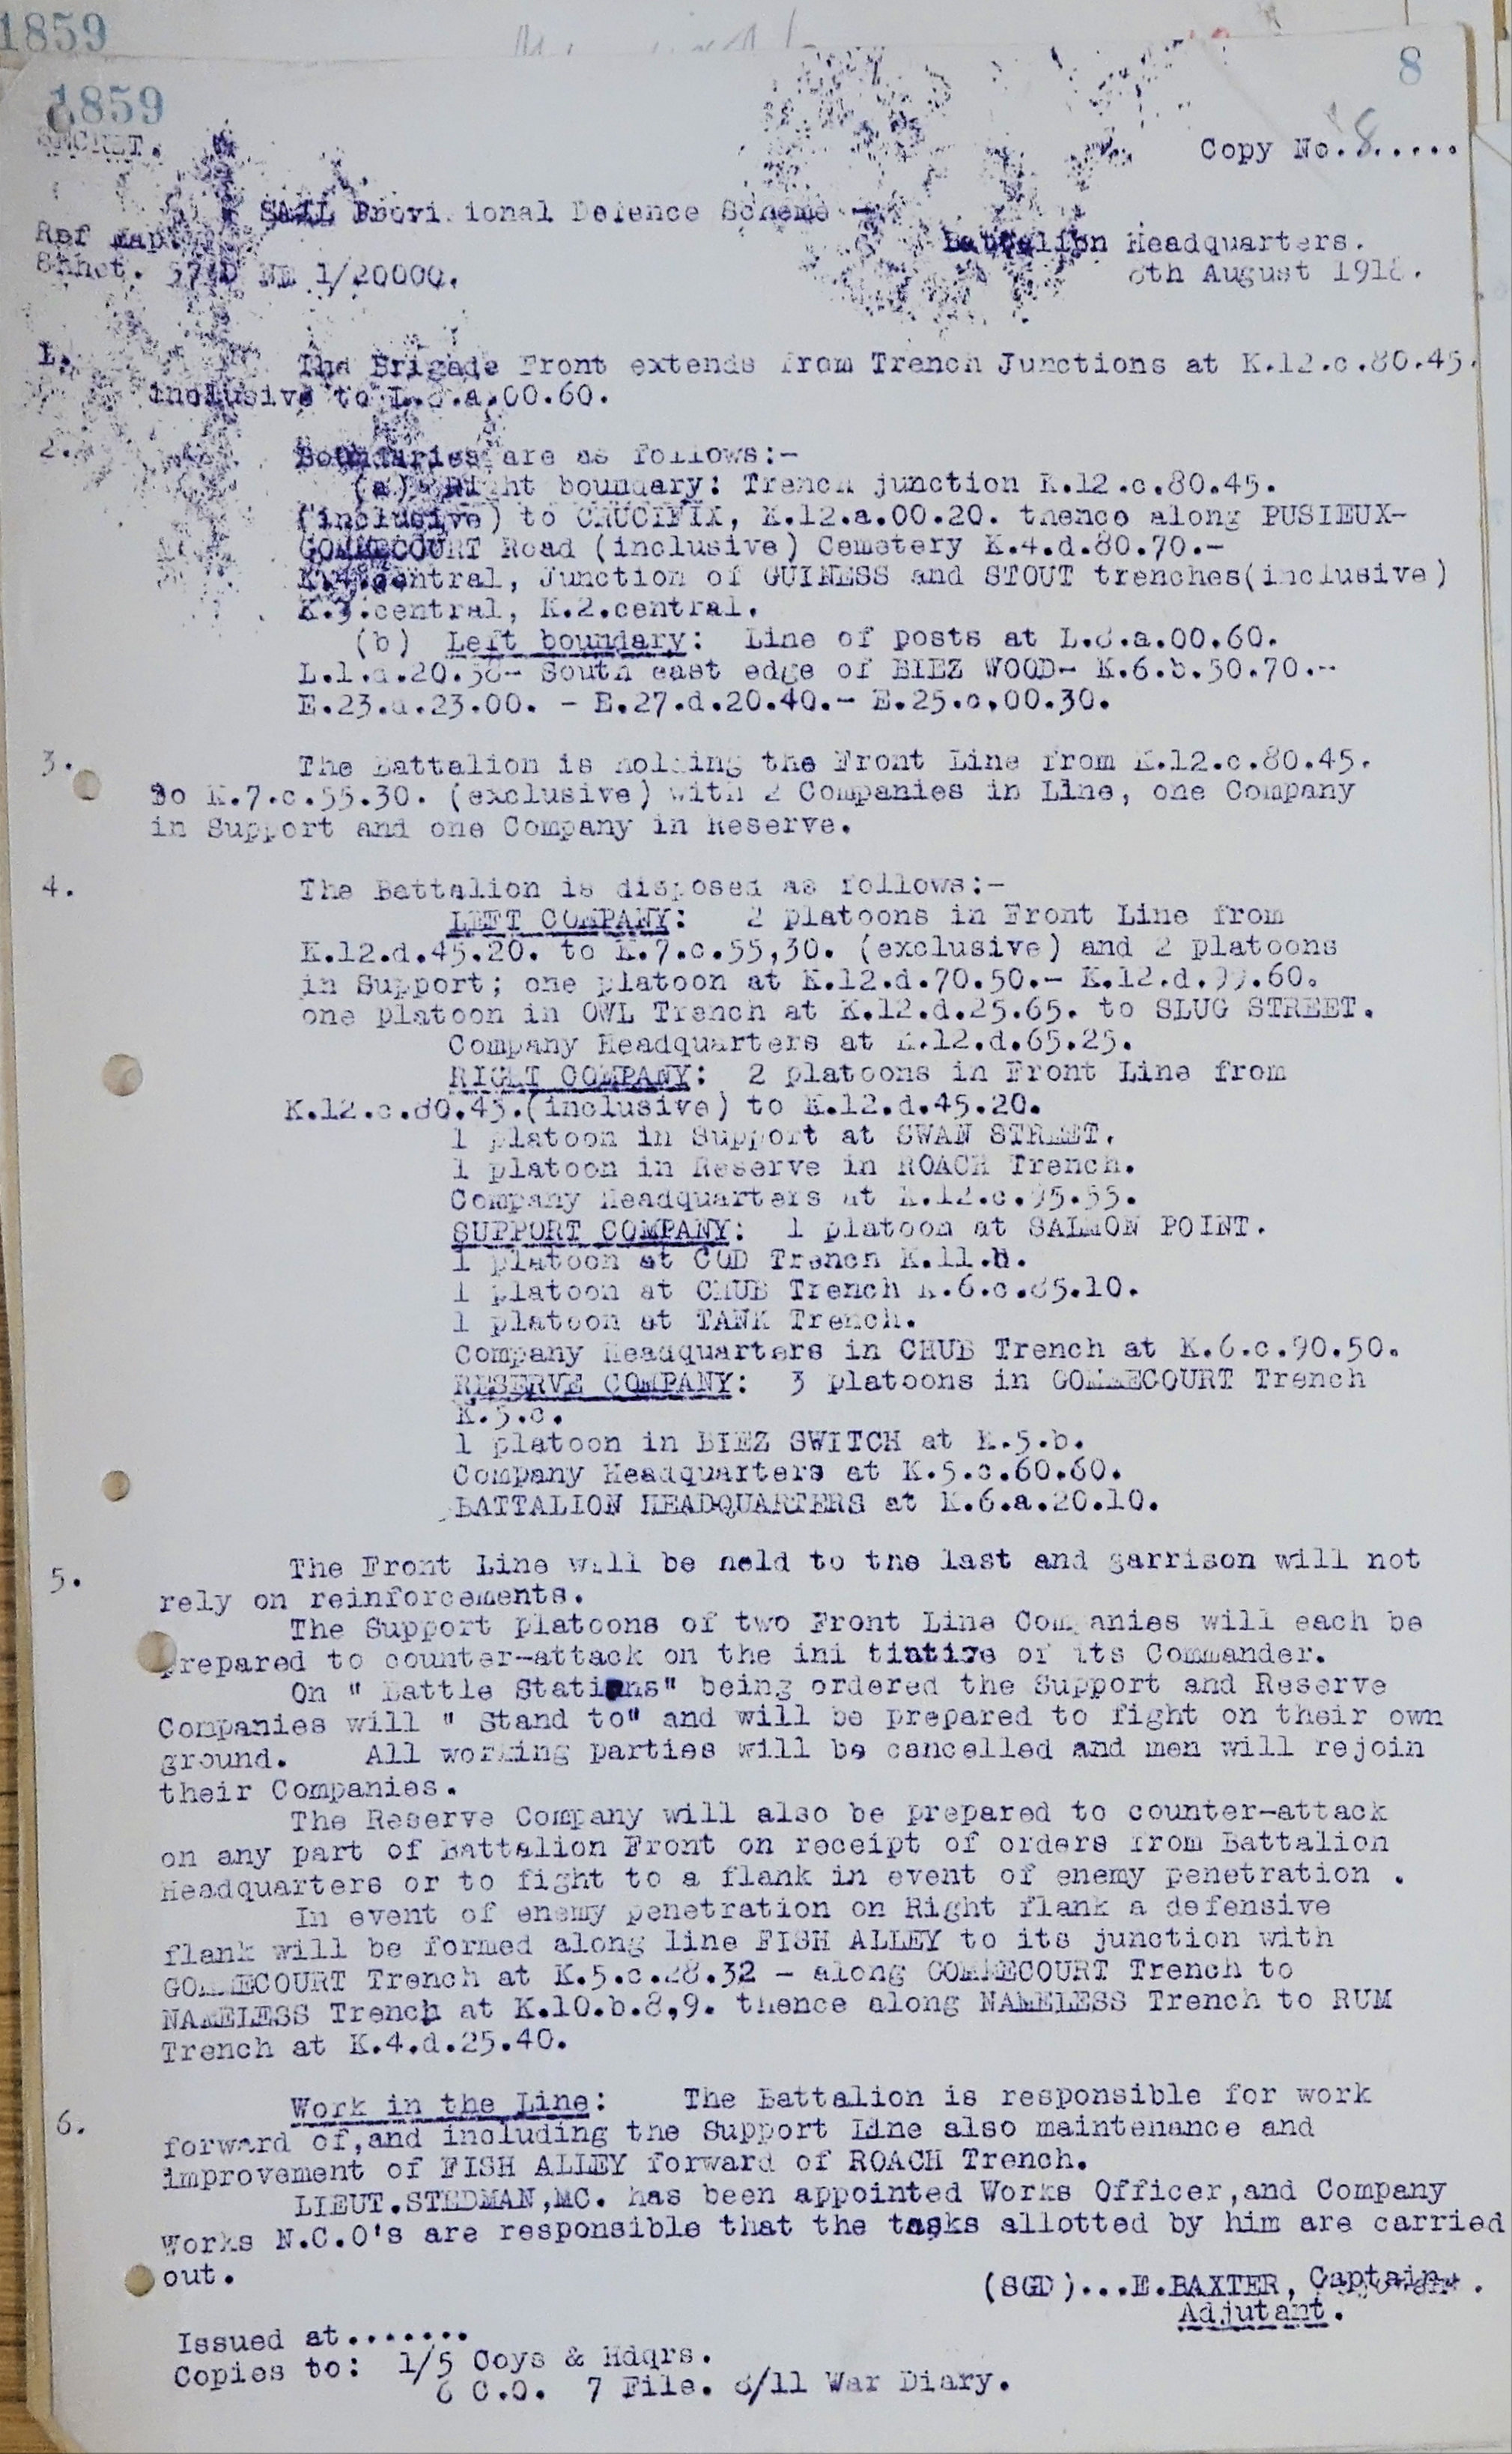 1859
1859
8
SECRET.
Copy No.8.....
SAIL Provisional Defence Scheme
Ref Map.
Battalion Headquarters.
Shhet. 57 D NE 1/20000.
8th August 1918.
1. The Brigade Front extends from Trench Junctions at K.12.c.80.45.
inclusive to L.8.a.00.60.
2. Boundaries are as follows:-
(a) Right boundary: Trench junction K.12.c.80.45.
(inclusive) to CRUCIFIX, K.12.a.00.20. thence along PUSIEUX-
GOMMECOURT Road (inclusive) Cemetery K.4.d.80.70.-
K.4.central, Junction of GUINESS and STOUT trenches(inclusive)
K.3.central, K.2.central.
(b) Left boundary: Line of posts at L.8.a.00.60.
L.1.d.20.58- South east edge of BIEZ WOOD- K.6.b.50.70.--
E.23.d.23.00. - E.27.d.20.40.- E.25.c,00.30.
3. The Battalion is holding the Front Line from K.12.c.80.45.
to K.7.c.55.30. (exclusive) with 2 Companies in Line, one Company
in Support and one Company in Reserve.
4. The Battalion is disposed as follows:-
LEFT COMPANY: 2 platoons in Front Line from
K.12.d.45.20. to K.7.c.55,30. (exclusive) and 2 platoons
in Support; one platoon at K.12.d.70.50.- K.12.d.99.60.
one platoon in OWL Trench at K.12.d.25.65. to SLUG STREET.
Company Headquarters at K.12.d.65.25.
RIGHT COMPANY: 2 platoons in Front Line from
K.12.c.80.45.(inclusive) to K.12.d.45.20.
1 platoon in Support at SWAN STREET.
1 platoon in Reserve in ROACH Trench.
Company Headquarters at K.12.c.95.55.
SUPPORT COMPANY: 1 platoon at SALMON POINT.
1 platoon at COD Trench K.11.b.
1 platoon at CHUB Trench K.6.c.85.10.
1 platoon at TANK Trench.
Company Headquarters in CHUB Trench at K.6.c.90.50.
RESERVE COMPANY: 3 platoons in GOMMECOURT Trench
K.5.c.
1 platoon in BIEZ SWITCH at K.5.b.
Company Headquarters at K.5.c.60.60.
BATTALION HEADQUARTERS at K.6.a.20.10.
5. The Front Line will be held to the last and garrison will not
rely on reinforcements.
The Support platoons of two Front Line Companies will each be
prepared to counter-attack on the ini tiative of its Commander.
On " Battle Stations" being ordered the Support and Reserve
Companies will " Stand to" and will be prepared to fight on their own
ground. All working parties will be cancelled and men will rejoin
their Companies.
The Reserve Company will also be prepared to counter-attack
on any part of Battalion Front on receipt of orders from Battalion
Headquarters or to fight to a flank in event of enemy penetration .
In event of enemy penetration on Right flank a defensive
flank will be formed along line FISH ALLEY to its junction with
GOMMECOURT Trench at K.5.c.28.32 - along GOMMECOURT Trench to
NAMELESS Trench at K.10.b.8,9. thence along NAMELESS Trench to RUM
Trench at K.4.d.25.40.
6. Work in the Line: The Battalion is responsible for work
forward of,and including the Support Line also maintenance and
improvement of FISH ALLEY forward of ROACH Trench.
LIEUT.STEDMAN,MC. has been appointed Works Officer,and Company
Works N.C.O's are responsible that the tasks allotted by him are carried
out.
(SGD)...E.BAXTER, Captain.
Adjutant.
Issued at.......
Copies to: 1/5 Coys & Hdqrs.
6 C.O. 7 File. 8/11 War Diary.